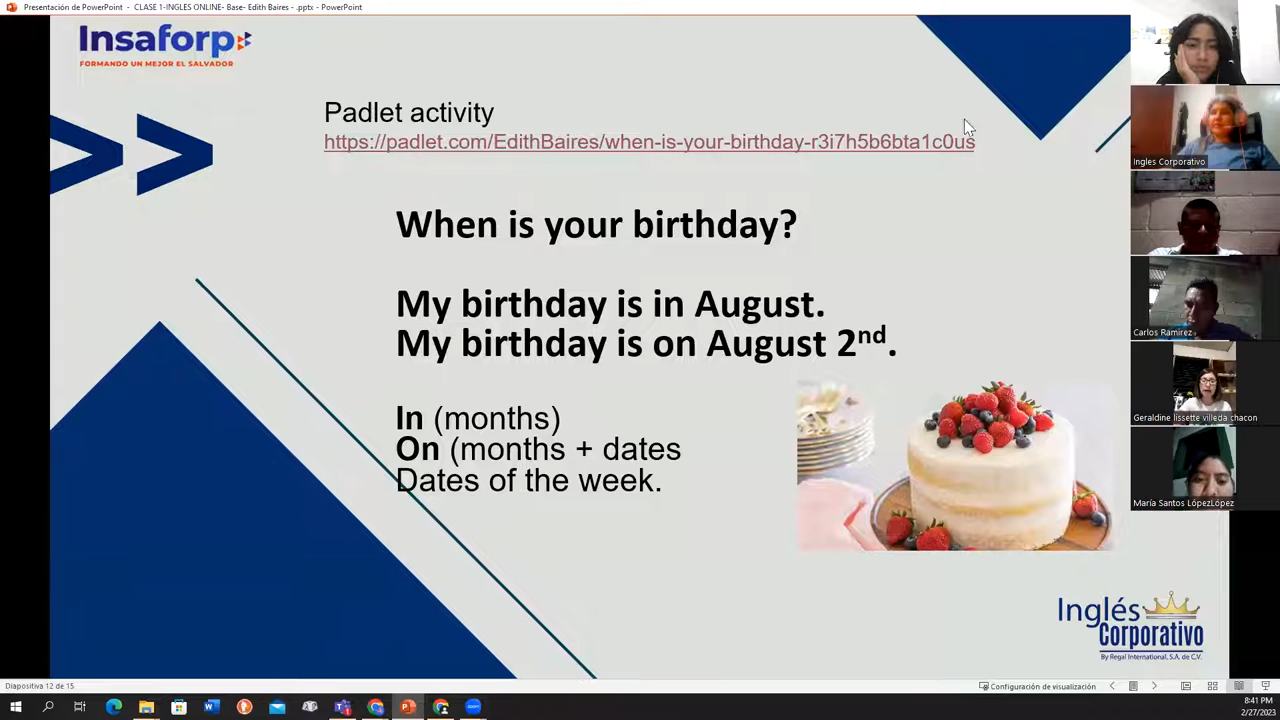 Presentación de PowerPoint - CLASE 1-INGLES ONLINE- Base- Edith Baires - .pptx - PowerPoint
Insaforp
FORMANDO UN MEJOR EL SALVADOR
Padlet activity
https://padlet.com/EdithBaires/when-is-your-birthday-r3i7h5b6bta1c0us
When is your birthday?
My birthday is in August.
My birthday is on August 2nd.
In (months)
On (months + dates
Dates of the week.
Inglés
Corporativo
By Regal International, S.A. de C.V.
Ingles Corporativo
Carlos Ramirez
Geraldine lissette villeda chacon
María Santos LópezLópez
Diapositiva 12 de 15
Configuración de visualización
8:41 PM
2/27/2023